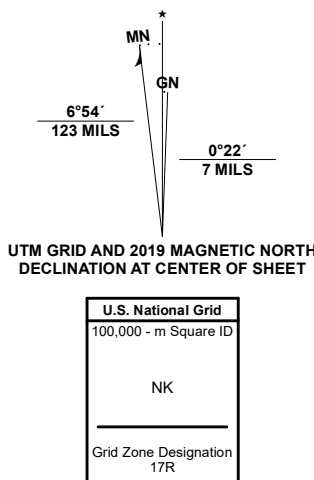 ★
MN
GN
6°54´
123 MILS
0°22´
7 MILS
UTM GRID AND 2019 MAGNETIC NORTH
DECLINATION AT CENTER OF SHEET
U.S. National Grid
100,000 - m Square ID
NK
Grid Zone Designation
17R